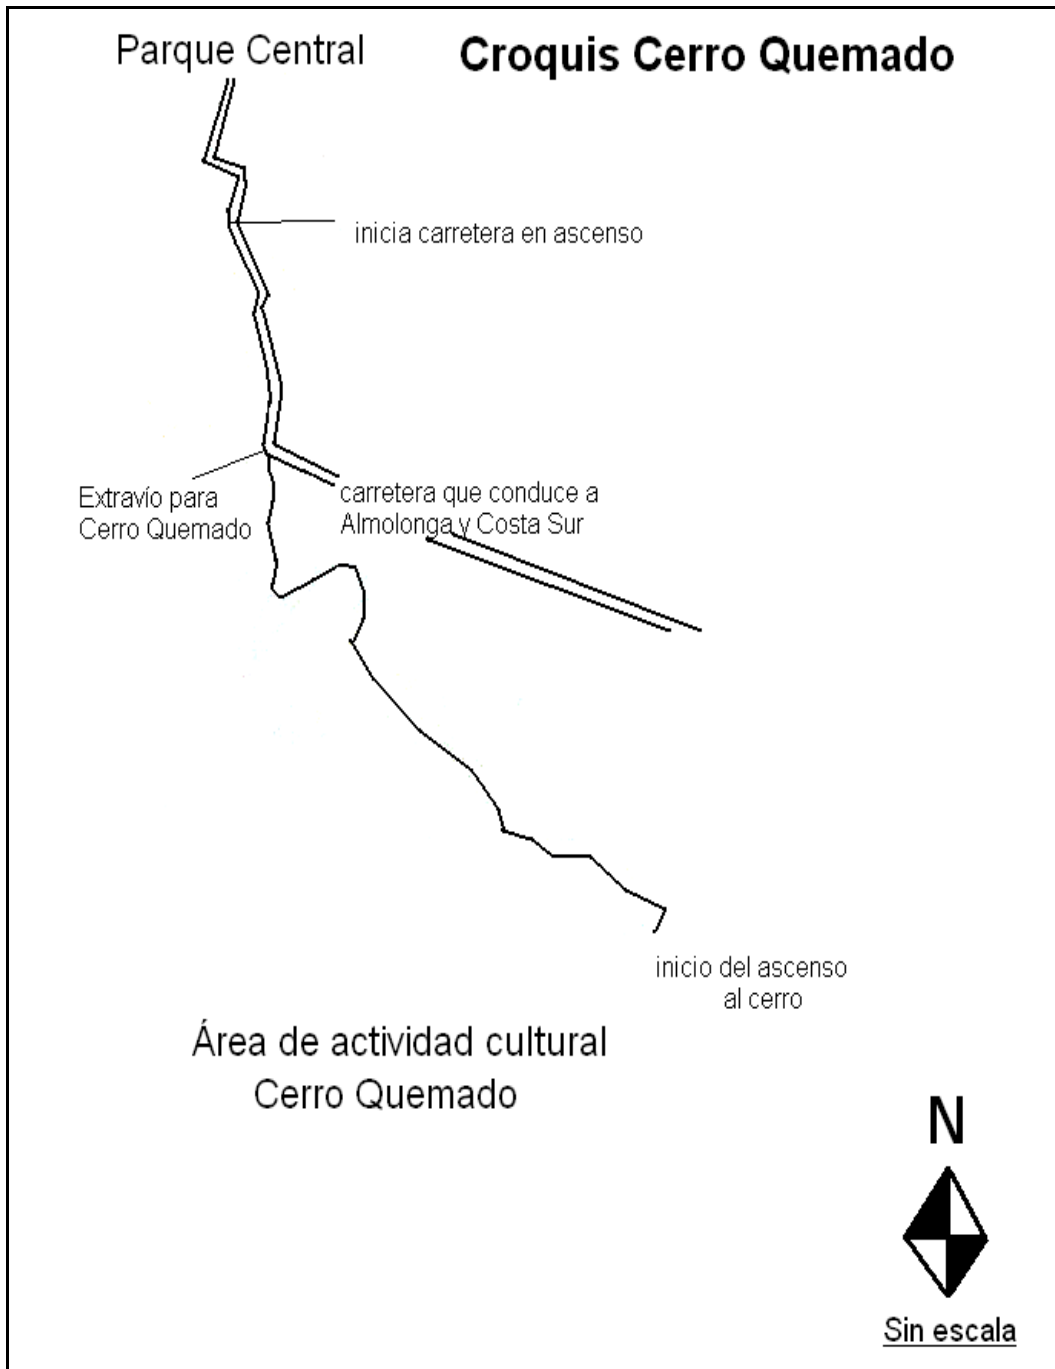 Parque Central
Croquis Cerro Quemado
inicia carretera en ascenso
Extravío para
Cerro Quemado
carretera que conduce a
Almolonga y Costa Sur
inicio del ascenso
al cerro
Área de actividad cultural
Cerro Quemado
N
Sin escala